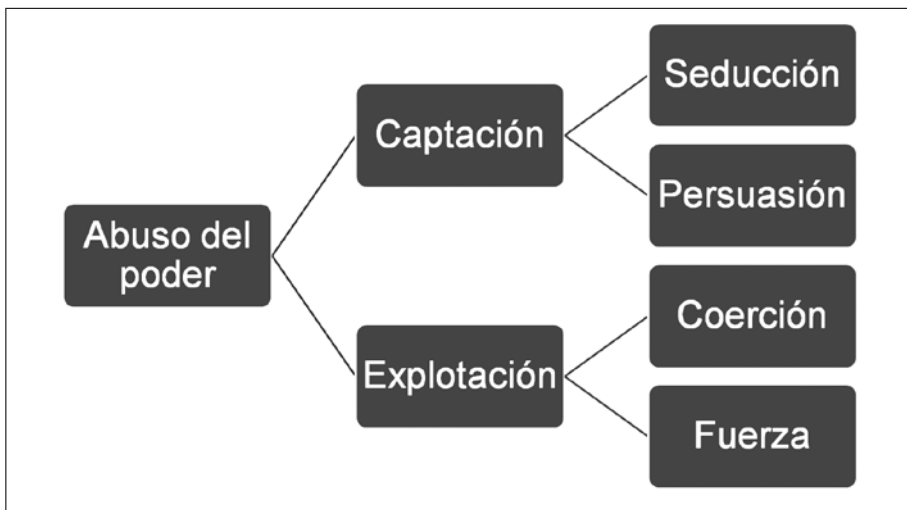 Abuso del
poder
Captación
Seducción
Persuasión
Explotación
Coerción
Fuerza